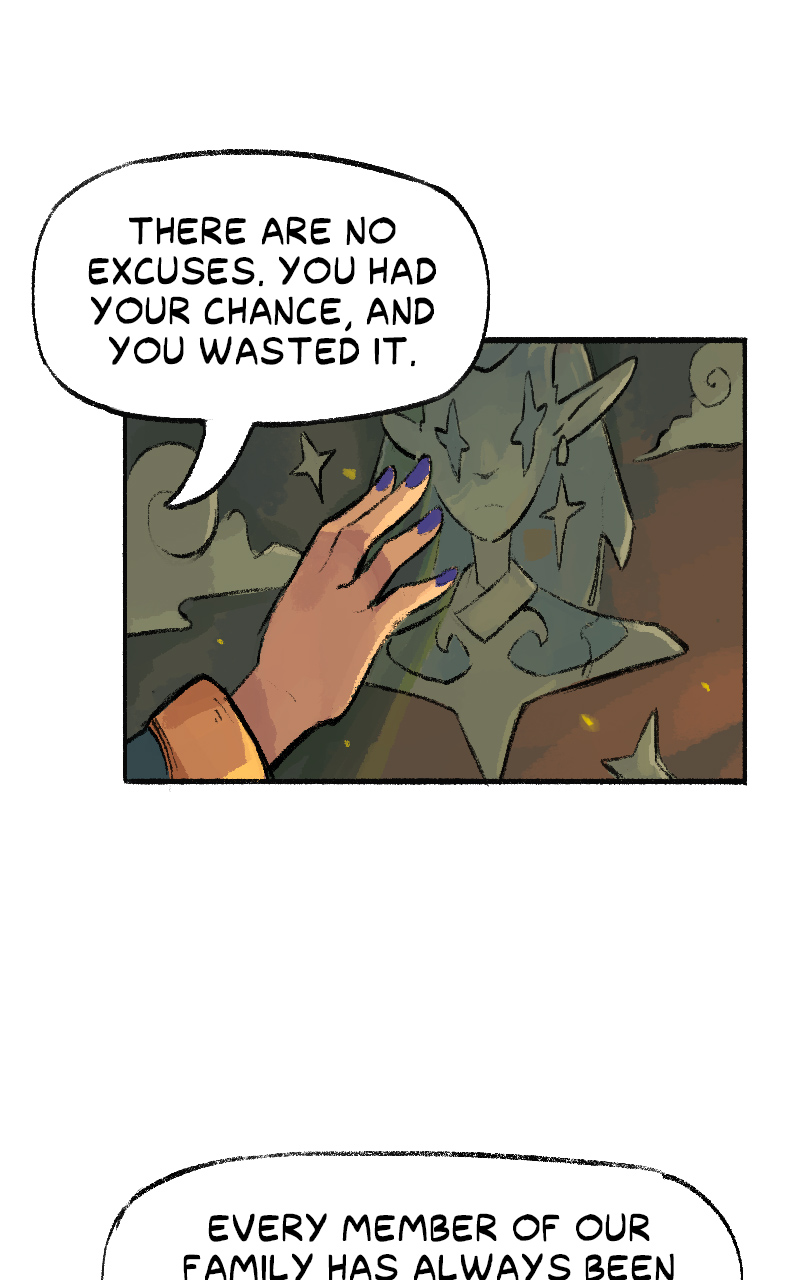 THERE ARE NO
EXCUSES. YOU HAD
YOUR CHANCE, AND
YOU WASTED IT.
EVERY MEMBER OF OUR
FAMILY HAS ALWAYS BEEN